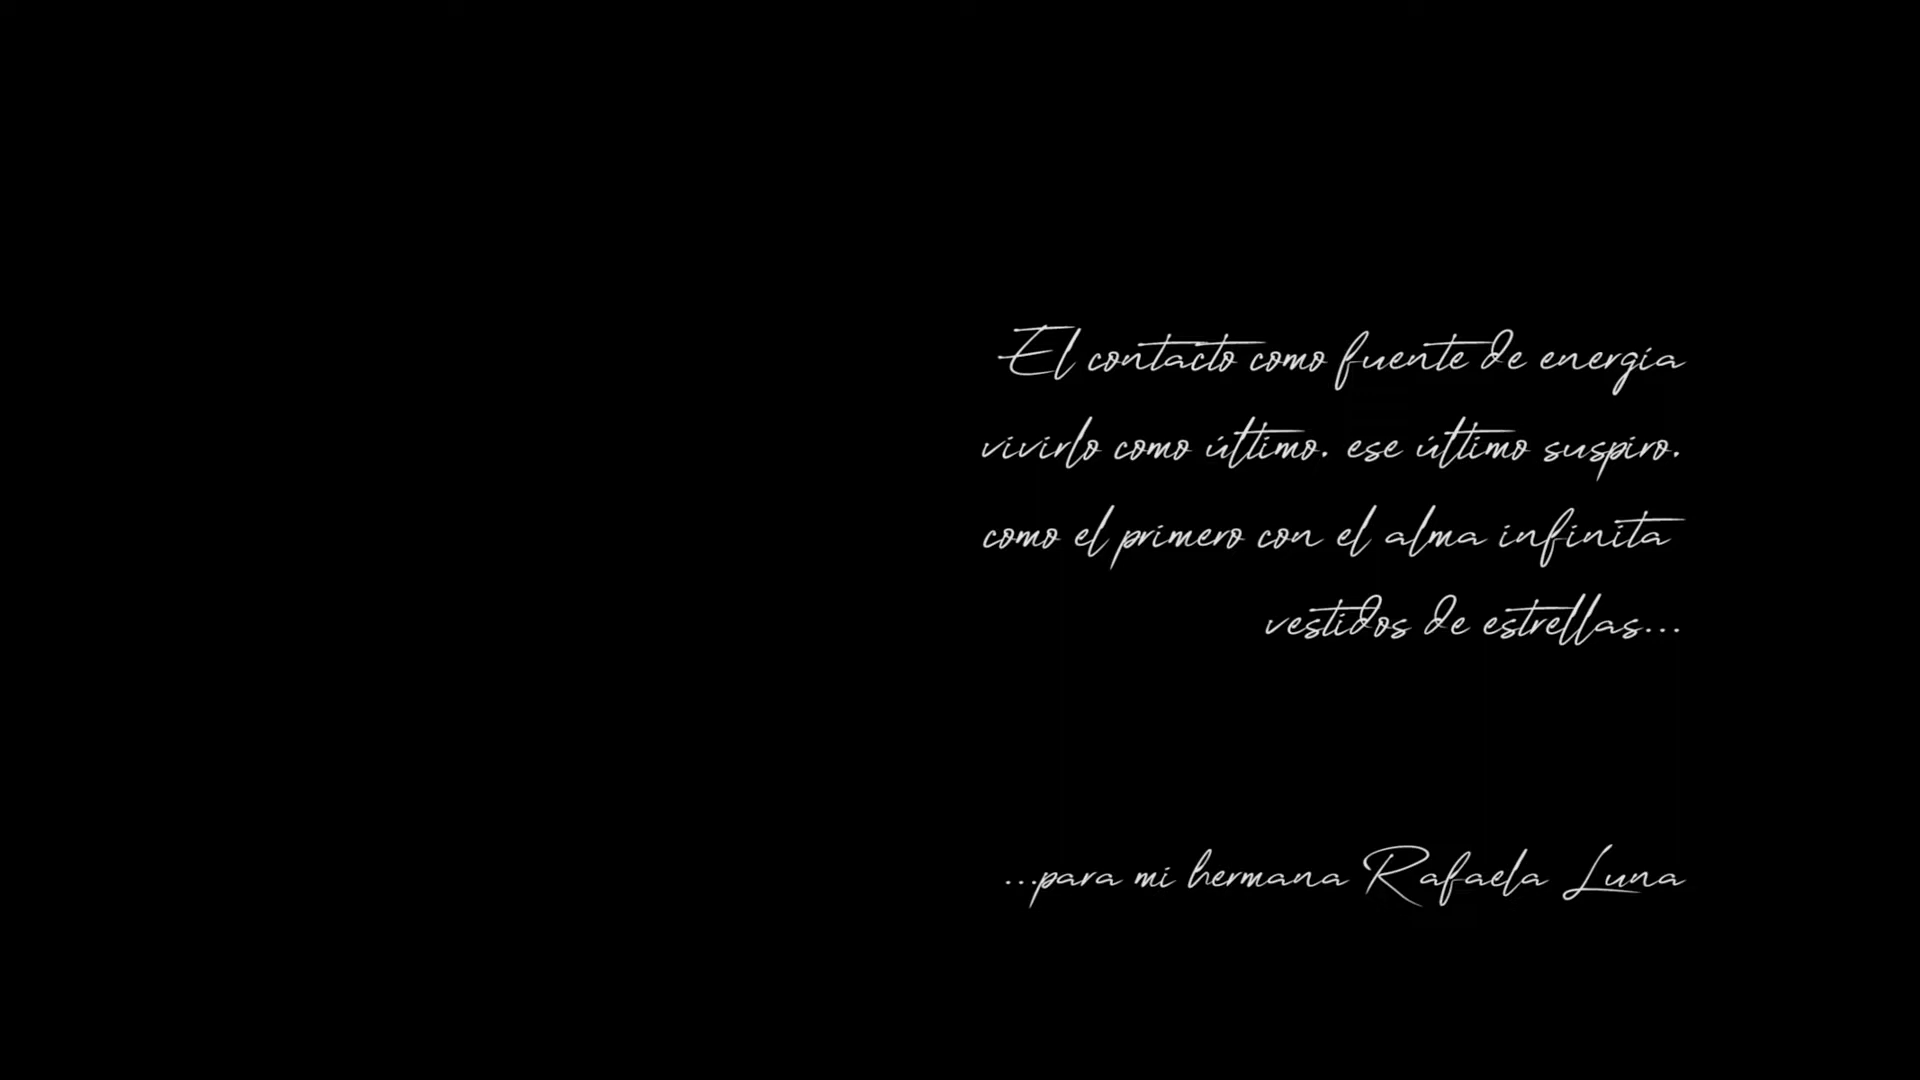 El contacto como fuente de energía
vivirlo como último. ese último suspiro.
como el primero con el alma infinita
vestidos de estrellas...
...para mi hermana Rafaela Luna